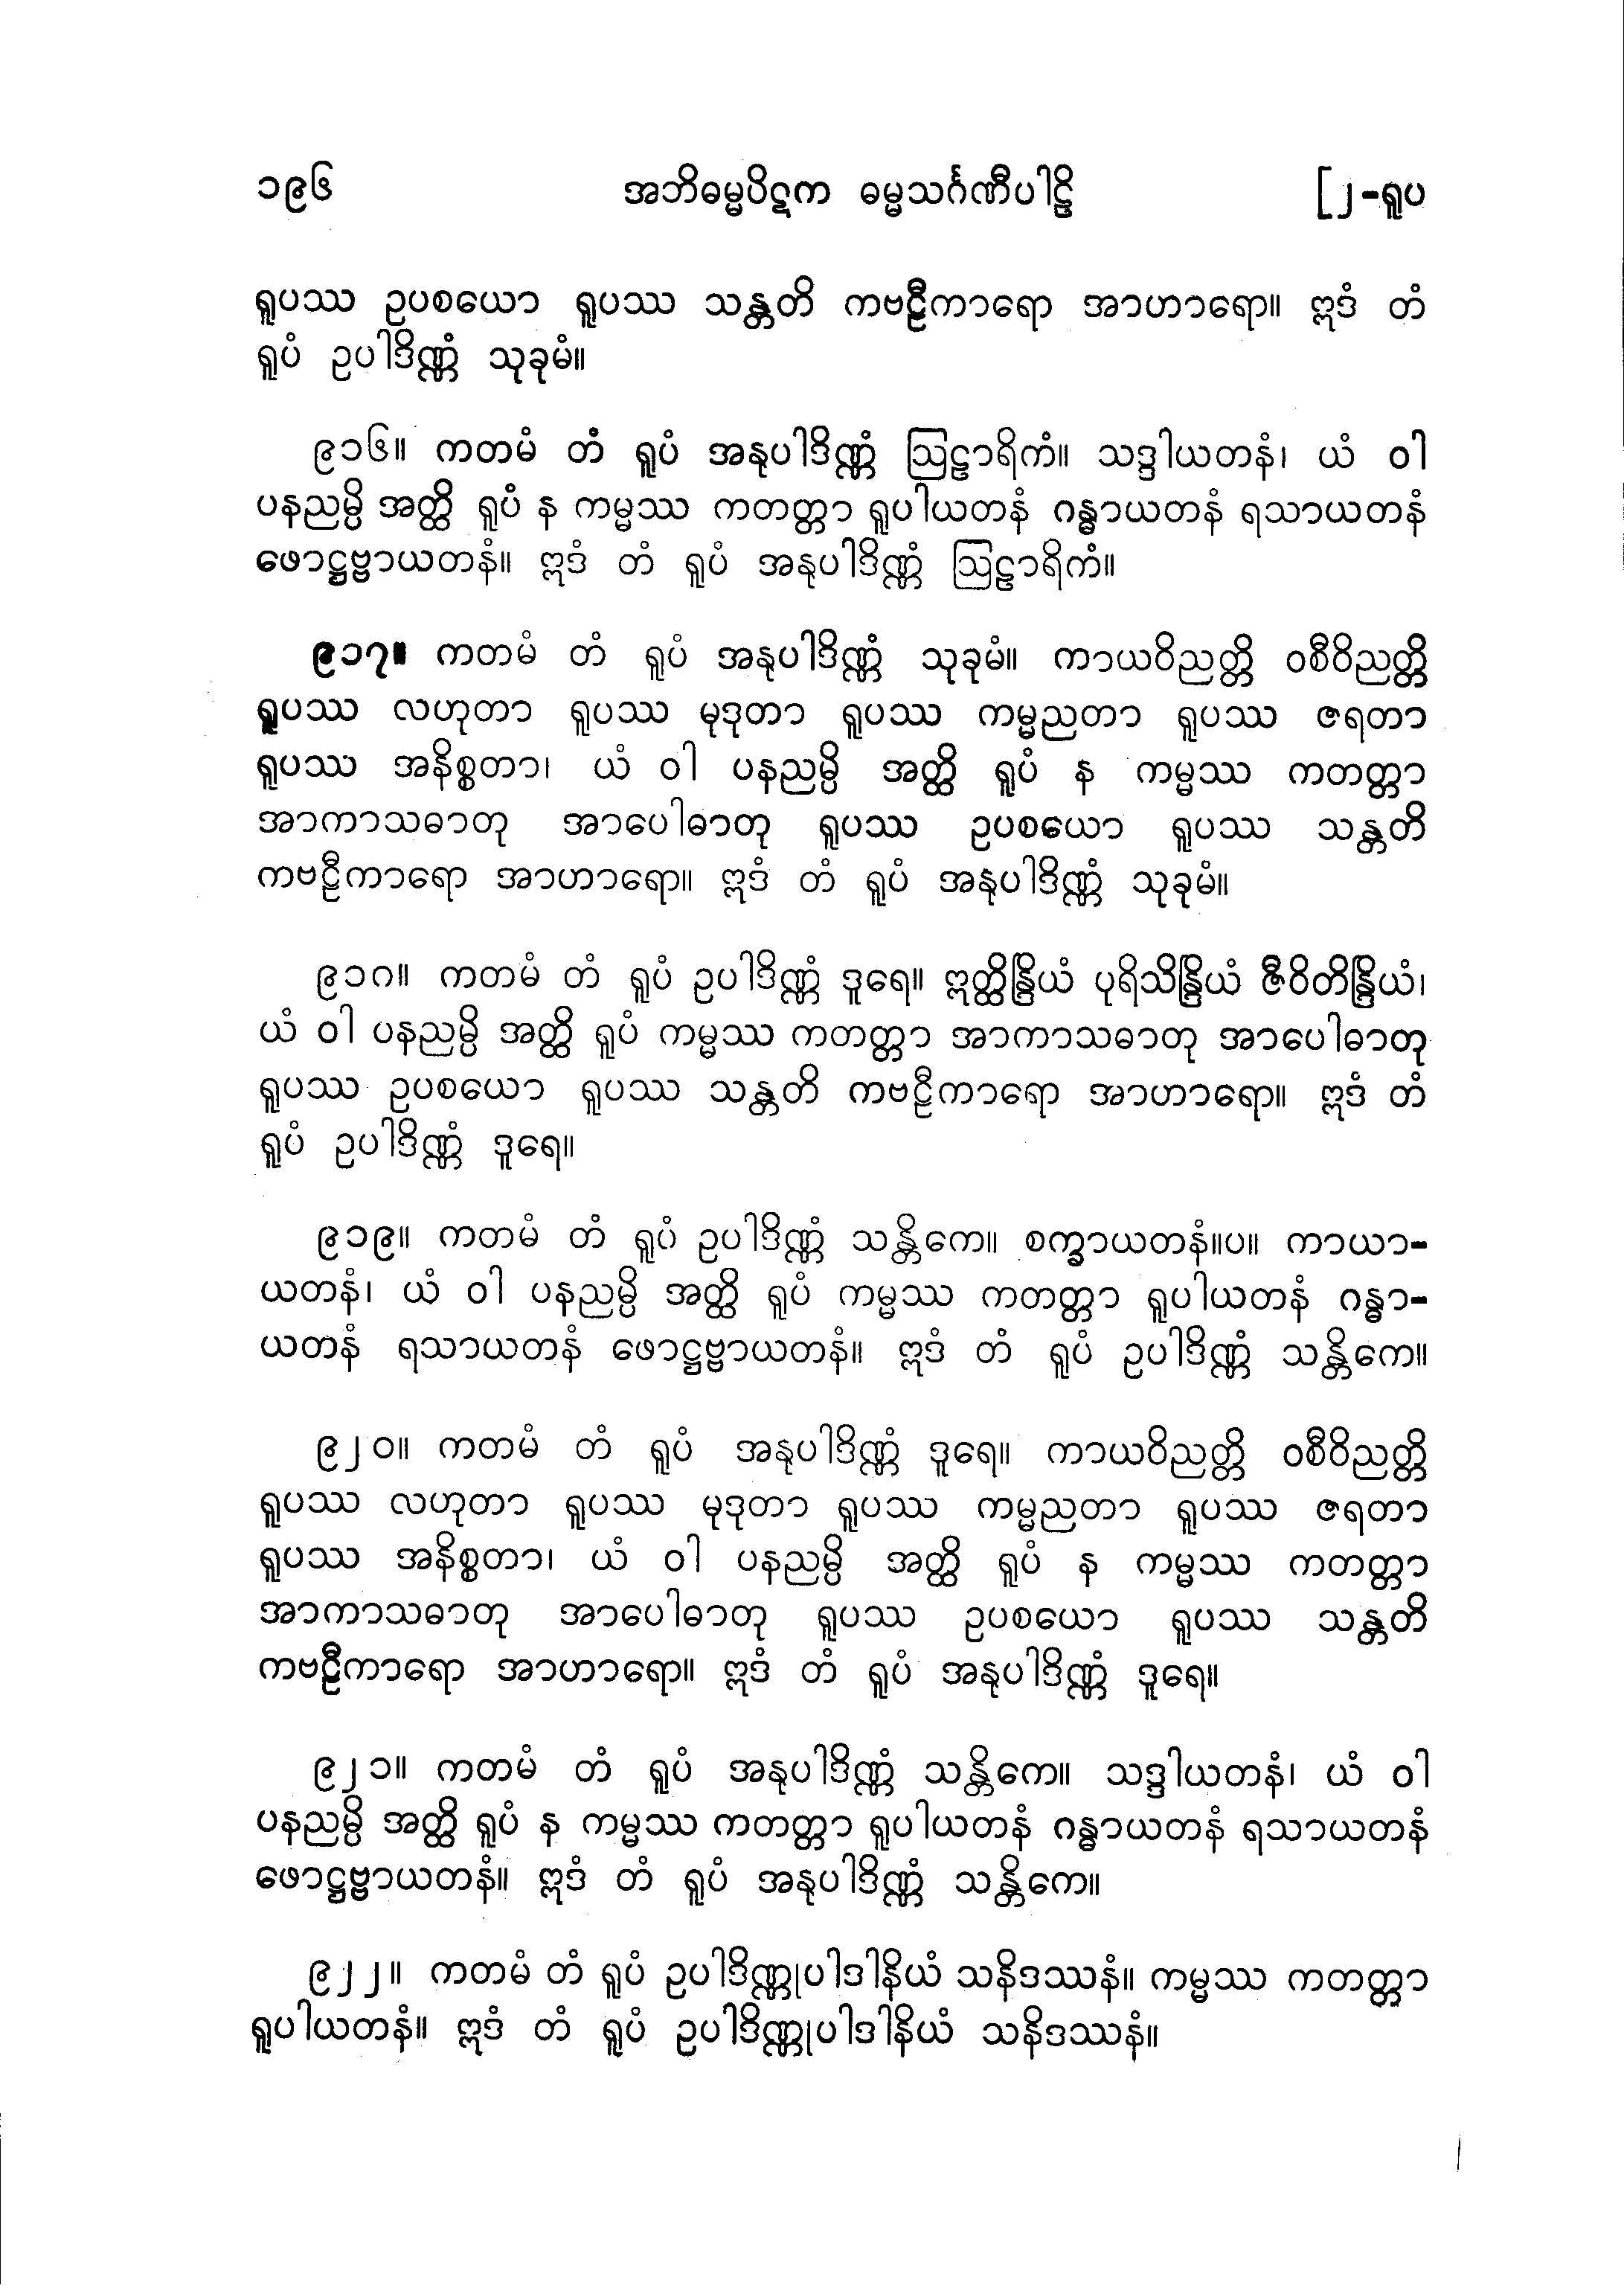 ၁၉၆ အဘိဓမ္မပိဋက ဓမ္မသင်္ဂဏီပါဠိ [၂-ရူပ
ရူပဿ ဥပစယော ရူပဿ သန္တတိ ကဗဠီကာရော အာဟာရော။ ဣဒံ တံ
ရူပံ ဥပါဒိဏ္ဏံ သုခုမံ။
၉၁၆။ ကတမံ တံ ရူပံ အနုပါဒိဏ္ဏံ ဩဠာရိကံ။ သဒ္ဒါယတနံ၊ ယံ ဝါ
ပနညမ္ပိ အတ္ထိ ရူပံ န ကမ္မဿ ကတတ္တာ ရူပါယတနံ ဂန္ဓာယတနံ ရသာယတနံ
ဖောဋ္ဌဗ္ဗာယတနံ။ ဣဒံ တံ ရူပံ အနုပါဒိဏ္ဏံ ဩဠာရိကံ။
၉၁၇။ ကတမံ တံ ရူပံ အနုပါဒိဏ္ဏံ သုခုမံ။ ကာယဝိညတ္တိ ဝစီဝိညတ္တိ
ရူပဿ လဟုတာ ရူပဿ မုဒုတာ ရူပဿ ကမ္မညတာ ရူပဿ ဇရတာ
ရူပဿ အနိစ္စတာ၊ ယံ ဝါ ပနညမ္ပိ အတ္ထိ ရူပံ န ကမ္မဿ ကတတ္တာ
အာကာသဓာတု အာပေါဓာတု ရူပဿ ဥပစယော ရူပဿ သန္တတိ
ကဗဠီကာရော အာဟာရော။ ဣဒံ တံ ရူပံ အနုပါဒိဏ္ဏံ သုခုမံ။
၉၁၈။ ကတမံ တံ ရူပံ ဥပါဒိဏ္ဏံ ဒူရေ။ ဣတ္ထိန္ဒြိယံ ပုရိသိန္ဒြိယံ ဇီဝိတိန္ဒြိယံ၊
ယံ ဝါ ပနညမ္ပိ အတ္ထိ ရူပံ ကမ္မဿ ကတတ္တာ အာကာသဓာတု အာပေါဓာတု
ရူပဿ ဥပစယော ရူပဿ သန္တတိ ကဗဠီကာရော အာဟာရော။ ဣဒံ တံ
ရူပံ ဥပါဒိဏ္ဏံ ဒူရေ။
၉၁၉။ ကတမံ တံ ရူပံ ဥပါဒိဏ္ဏံ သန္တိကေ။ စက္ခာယတနံ။ပ။ ကာယာ-
ယတနံ၊ ယံ ဝါ ပနညမ္ပိ အတ္ထိ ရူပံ ကမ္မဿ ကတတ္တာ ရူပါယတနံ ဂန္ဓာ-
ယတနံ ရသာယတနံ ဖောဋ္ဌဗ္ဗာယတနံ။ ဣဒံ တံ ရူပံ ဥပါဒိဏ္ဏံ သန္တိကေ။
၉၂၀။ ကတမံ တံ ရူပံ အနုပါဒိဏ္ဏံ ဒူရေ။ ကာယဝိညတ္တိ ဝစီဝိညတ္တိ
ရူပဿ လဟုတာ ရူပဿ မုဒုတာ ရူပဿ ကမ္မညတာ ရူပဿ ဇရတာ
ရူပဿ အနိစ္စတာ၊ ယံ ဝါ ပနညမ္ပိ အတ္ထိ ရူပံ န ကမ္မဿ ကတတ္တာ
အာကာသဓာတု အာပေါဓာတု ရူပဿ ဥပစယော ရူပဿ သန္တတိ
ကဗဠီကာရော အာဟာရော။ ဣဒံ တံ ရူပံ အနုပါဒိဏ္ဏံ ဒူရေ။
၉၂၁။ ကတမံ တံ ရူပံ အနုပါဒိဏ္ဏံ သန္တိကေ။ သဒ္ဒါယတနံ၊ ယံ ဝါ
ပနညမ္ပိ အတ္ထိ ရူပံ န ကမ္မဿ ကတတ္တာ ရူပါယတနံ ဂန္ဓာယတနံ ရသာယတနံ
ဖောဋ္ဌဗ္ဗာယတနံ။ ဣဒံ တံ ရူပံ အနုပါဒိဏ္ဏံ သန္တိကေ။
၉၂၂။ ကတမံ တံ ရူပံ ဥပါဒိဏ္ဏုပါဒါနိယံ သနိဒဿနံ။ ကမ္မဿ ကတတ္တာ
ရူပါယတနံ။ ဣဒံ တံ ရူပံ ဥပါဒိဏ္ဏုပါဒါနိယံ သနိဒဿနံ။